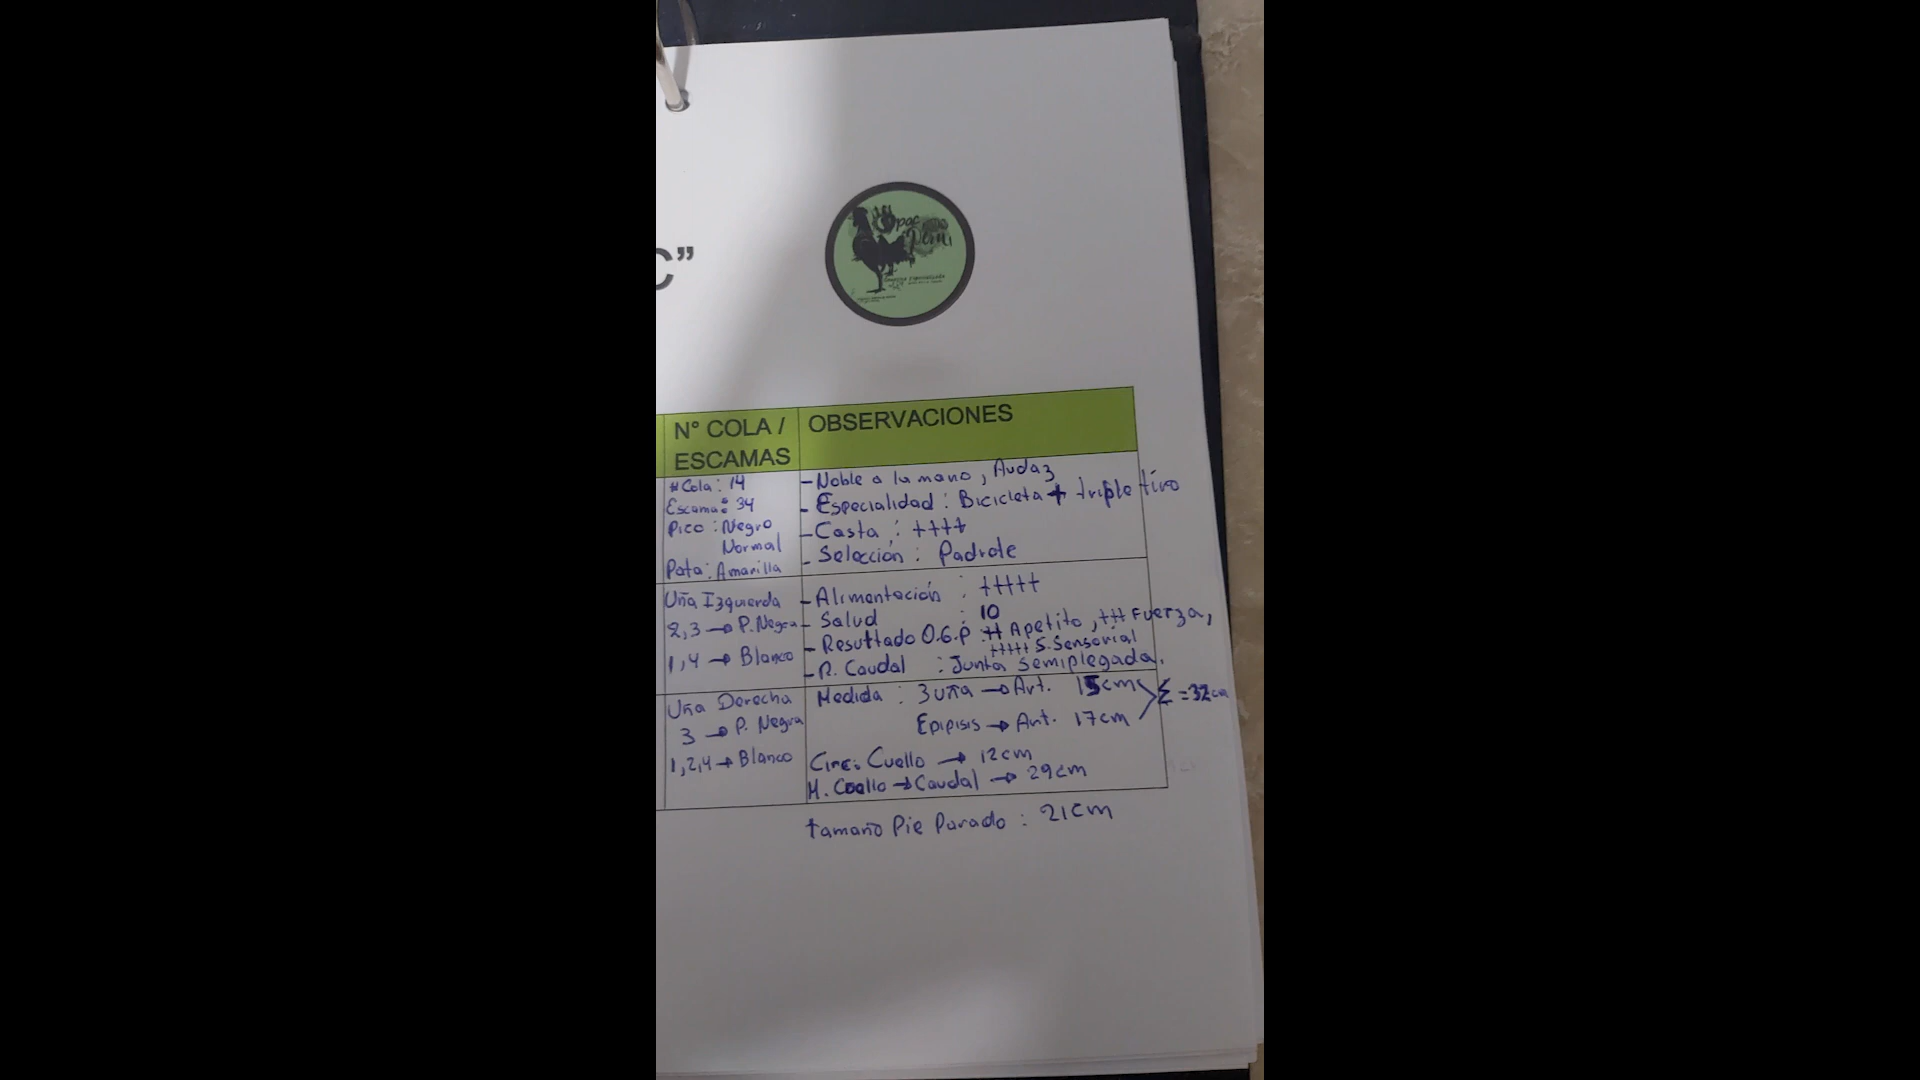 C”
N° COLA /
ESCAMAS
OBSERVACIONES
#Cola: 14
Escama: 34
Pico: Negro
Normal
Pata: Amarilla
- Noble a la mano, Audaz
- Especialidad: Bicicleta + triple tiro
- Casta: ++++
- Selección: Padrote
Uña Izquierda
2,3 → P. Negra
1,4 → Blanco
- Alimentación : +++++
- Salud : 10
- Resultado O.G.P : ++ Apetito, +++ Fuerza,
+++++ S. Sensorial
- R. Caudal : Junta semiplegada.
Uña Derecha
3 → P. Negra
1,2,4 → Blanco
Medida : 3 uña → Art. 15cm
Epipisis → Ant. 17cm
Σ = 32cm
Circ. Cuello → 12cm
M. Cuello → Caudal → 29cm
tamaño Pie Parado : 21cm